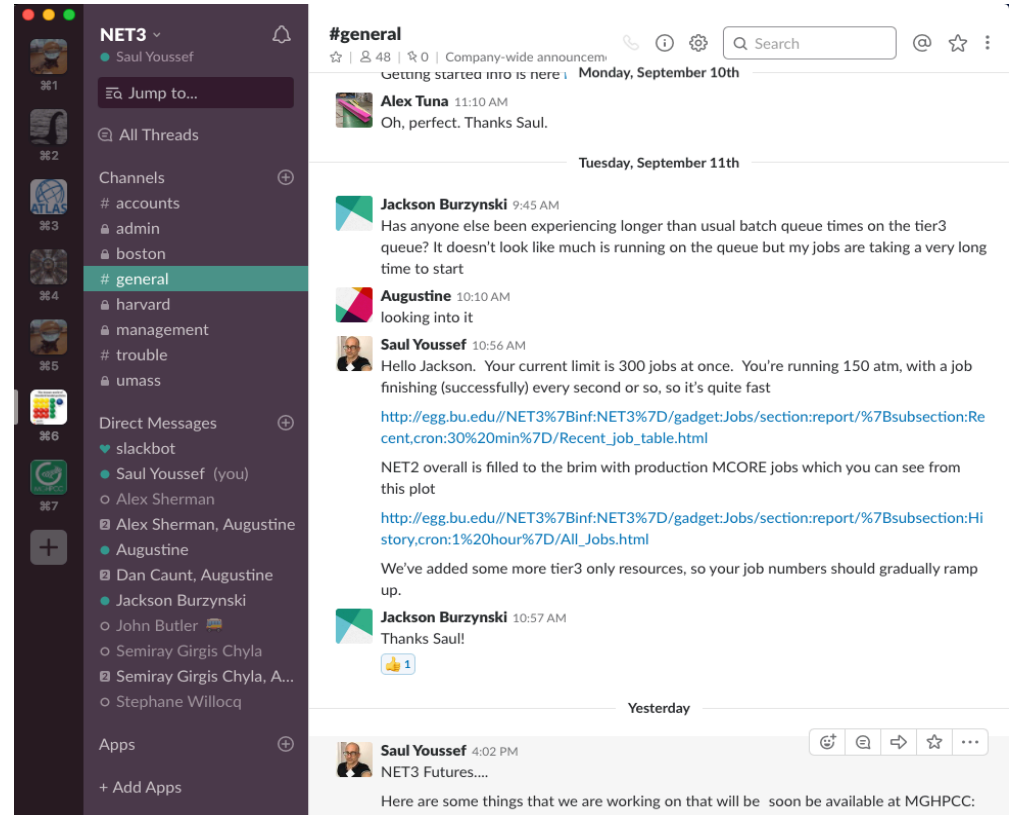 NET3
Saul Youssef
Jump to...
All Threads
Channels
# accounts
admin
boston
# general
harvard
management
# trouble
umass
Direct Messages
slackbot
Saul Youssef (you)
Alex Sherman
2 Alex Sherman, Augustine
Augustine
2 Dan Caunt, Augustine
Jackson Burzynski
John Butler
Semiray Girgis Chyla
2 Semiray Girgis Chyla, A...
Stephane Willocq
Apps
+ Add Apps
⌘1
⌘2
ATLAS
⌘3
⌘4
⌘5
⌘6
⌘7
#general
48 | 0 | Company-wide announcem
Search
Getting started info is here
Monday, September 10th
Alex Tuna 11:10 AM
Oh, perfect. Thanks Saul.
Tuesday, September 11th
Jackson Burzynski 9:45 AM
Has anyone else been experiencing longer than usual batch queue times on the tier3
queue? It doesn't look like much is running on the queue but my jobs are taking a very long
time to start
Augustine 10:10 AM
looking into it
Saul Youssef 10:56 AM
Hello Jackson. Your current limit is 300 jobs at once. You're running 150 atm, with a job
finishing (successfully) every second or so, so it's quite fast
http://egg.bu.edu//NET3%7Binf:NET3%7D/gadget:Jobs/section:report/%7Bsubsection:Re
cent,cron:30%20min%7D/Recent_job_table.html
NET2 overall is filled to the brim with production MCORE jobs which you can see from
this plot
http://egg.bu.edu//NET3%7Binf:NET3%7D/gadget:Jobs/section:report/%7Bsubsection:Hi
story,cron:1%20hour%7D/All_Jobs.html
We've added some more tier3 only resources, so your job numbers should gradually ramp
up.
Jackson Burzynski 10:57 AM
Thanks Saul!
1
Yesterday
Saul Youssef 4:02 PM
NET3 Futures....
Here are some things that we are working on that will be soon be available at MGHPCC: